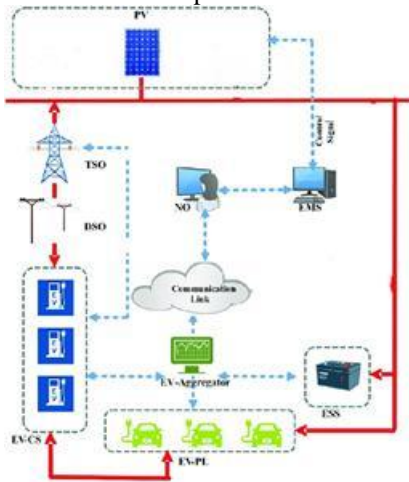 PV
Control
Signal
TSO
NO
EMS
DSO
Communication
Link
EV-Aggregator
ESS
EV-CS
EV-PL